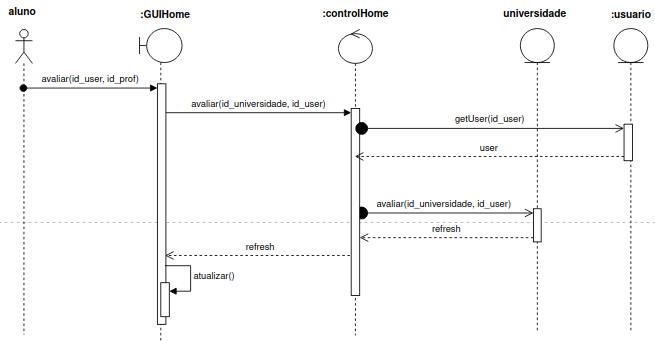 aluno
:GUIHome
:controlHome
universidade
:usuario
avaliar(id_user, id_prof)
avaliar(id_universidade, id_user)
getUser(id_user)
user
avaliar(id_universidade, id_user)
refresh
refresh
atualizar()